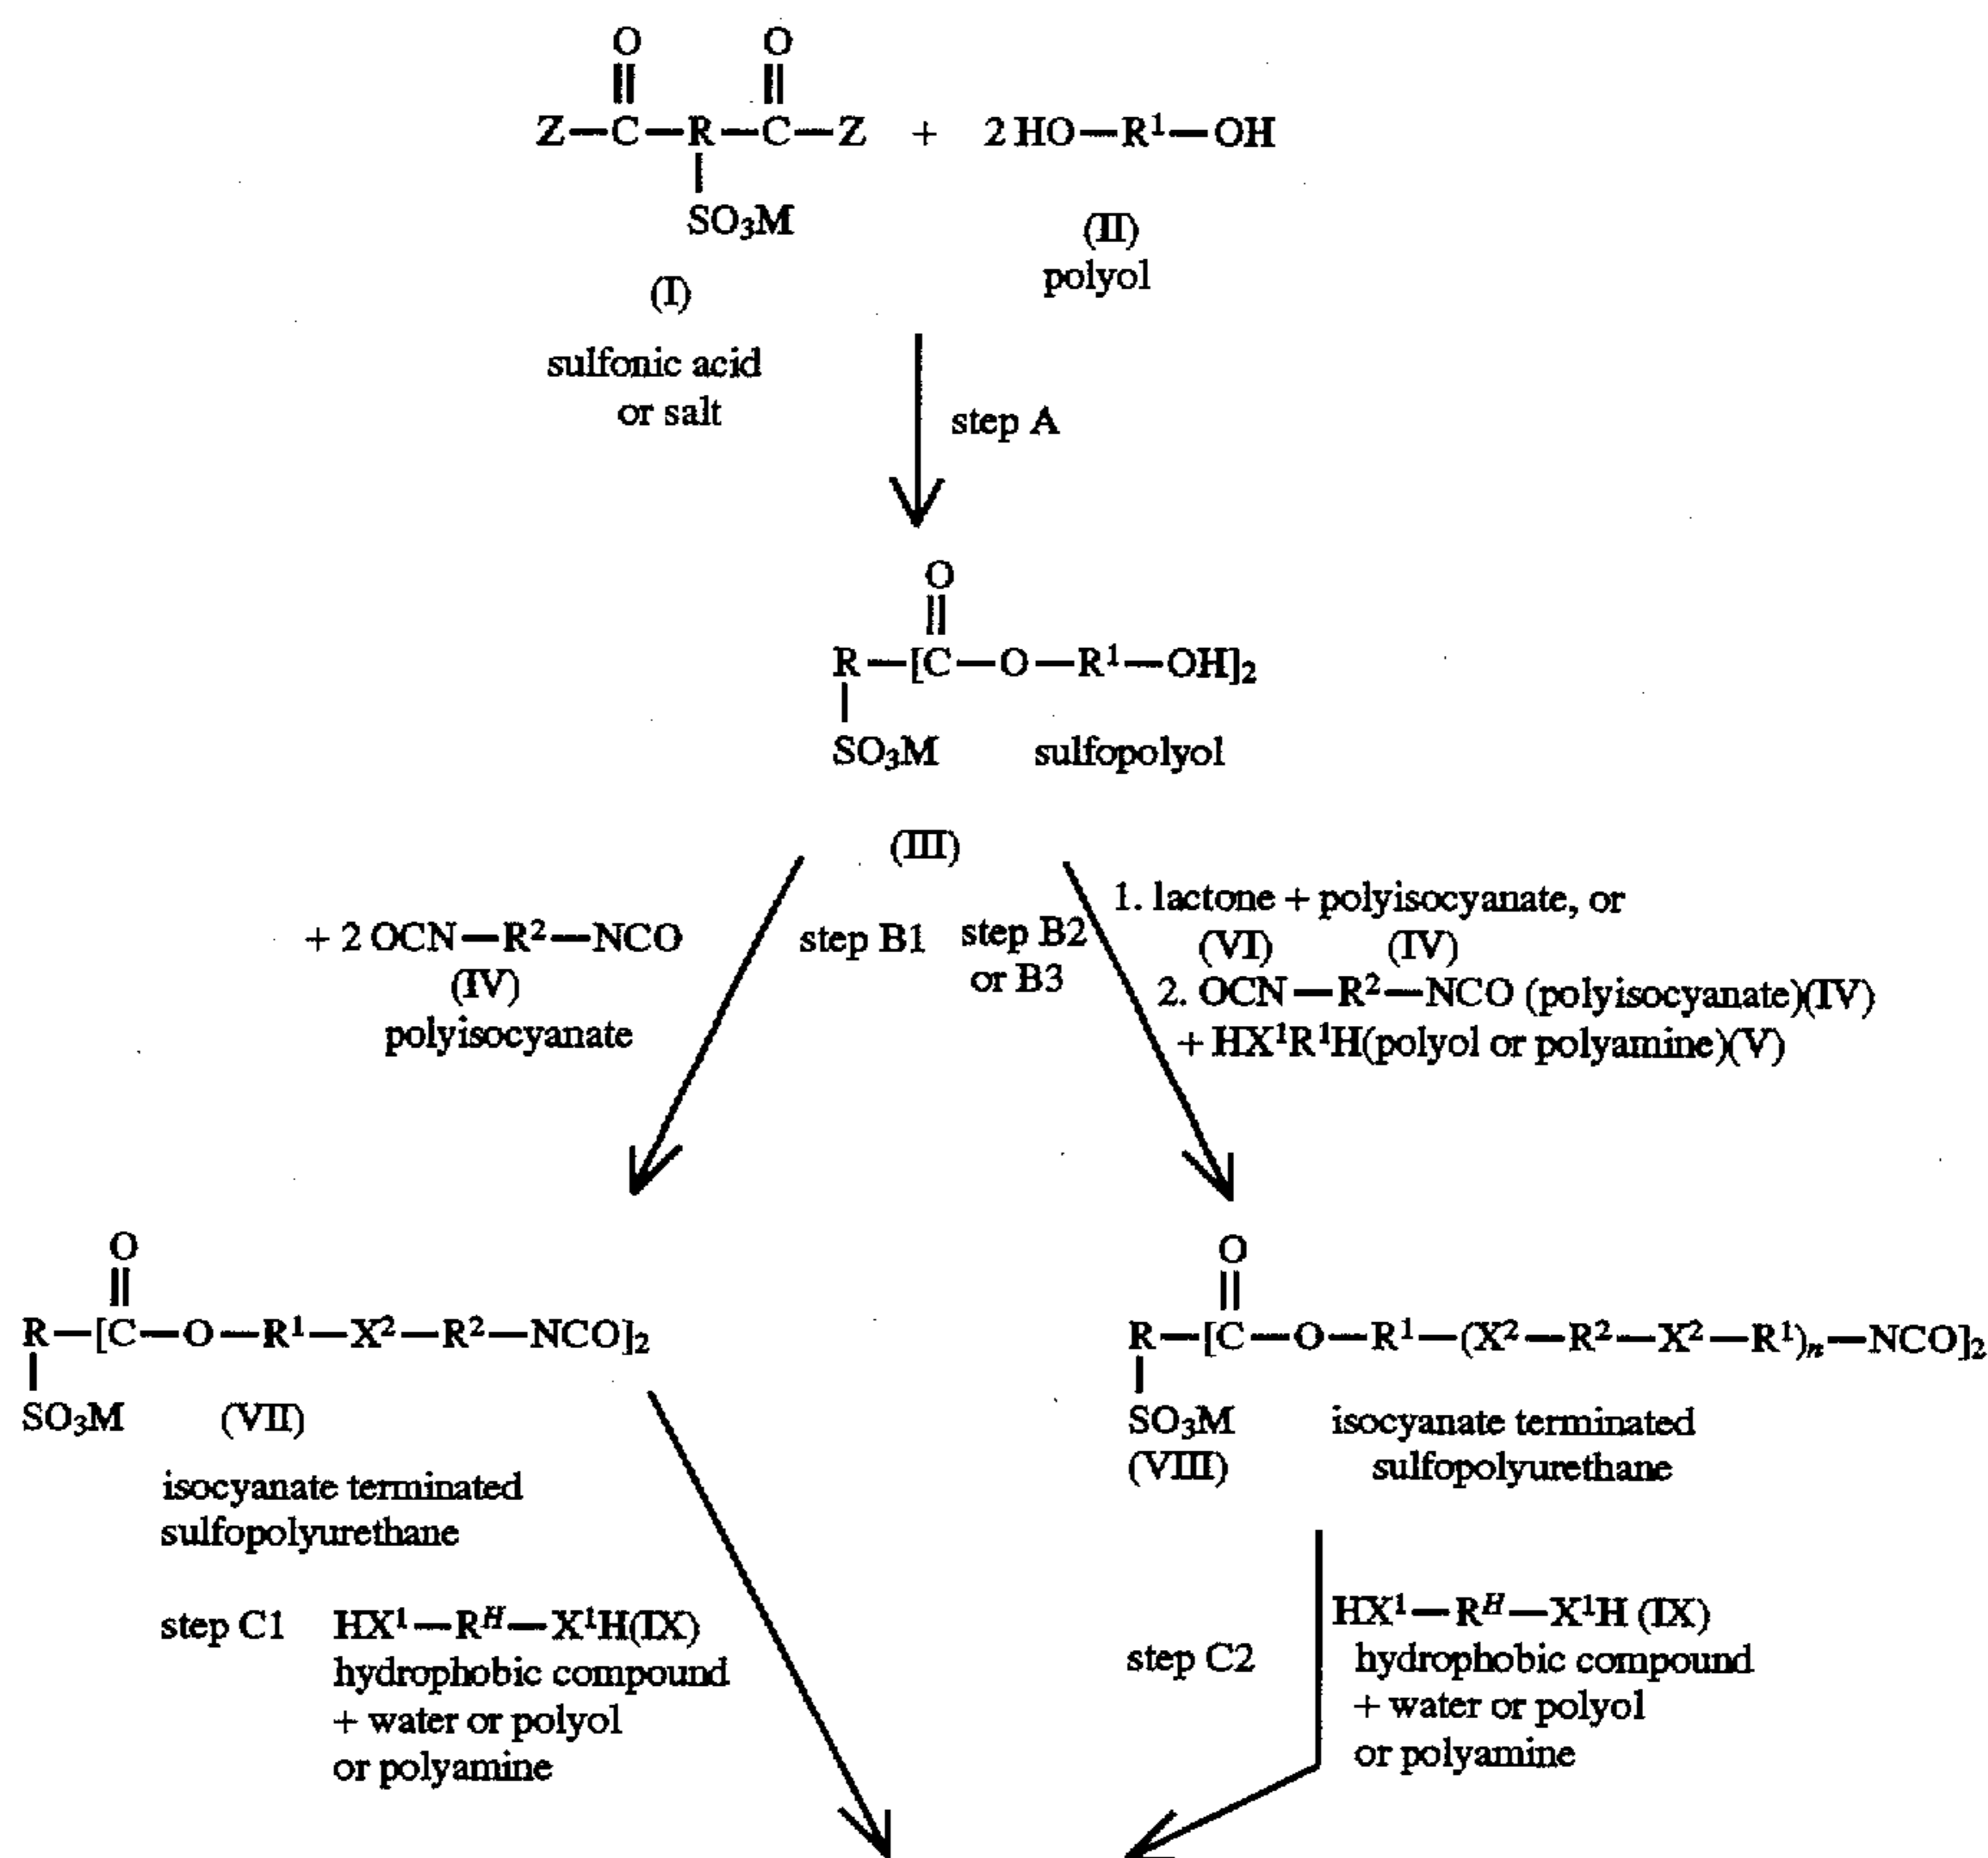 O O
Z—C—R—C—Z + 2 HO—R¹—OH
SO₃M
(II)
polyol
(I)
sulfonic acid
or salt
step A
O
R—[C—O—R¹—OH]₂
SO₃M sulfopolyol
(III)
1. lactone + polyisocyanate, or
(VI) (IV)
2. OCN—R²—NCO (polyisocyanate)(IV)
+ HX¹R¹H(polyol or polyamine)(V)
step B2
or B3
step B1
+ 2 OCN—R²—NCO
(IV)
polyisocyanate
O
R—[C—O—R¹—X²—R²—NCO]₂
SO₃M (VII)
isocyanate terminated
sulfopolyurethane
O
R—[C—O—R¹—(X²—R²—X²—R¹)ₙ—NCO]₂
SO₃M
(VIII)
isocyanate terminated
sulfopolyurethane
step C1 HX¹—Rᴴ—X¹H(IX)
hydrophobic compound
+ water or polyol
or polyamine
step C2
HX¹—Rᴴ—X¹H (IX)
hydrophobic compound
+ water or polyol
or polyamine